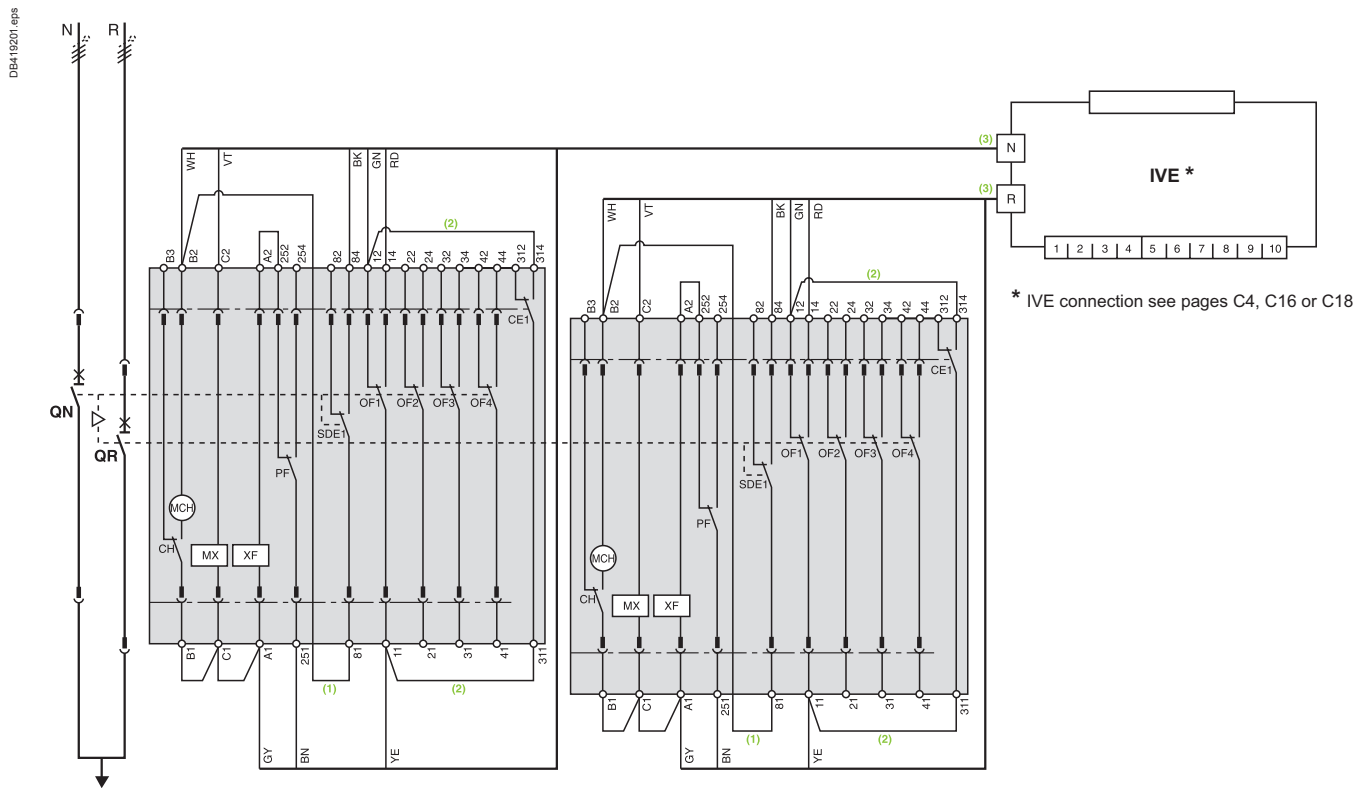 DB419201.eps
N R
WH VT BK GN RD
(3) N
(3) R
IVE *
1 2 3 4 5 6 7 8 9 10
* IVE connection see pages C4, C16 or C18
(2)
B3 B2 C2 A2 252 254 82 84 12 14 22 24 32 34 42 44 312 314
CE1
QN
OF1 OF2 OF3 OF4
SDE1
QR
PF
MCH
CH
MX XF
B1 C1 A1 251 81 11 21 31 41 311
(1) (2)
GY BN YE
WH VT BK GN RD
(2)
B3 B2 C2 A2 252 254 82 84 12 14 22 24 32 34 42 44 312 314
CE1
OF1 OF2 OF3 OF4
SDE1
PF
MCH
CH
MX XF
B1 C1 A1 251 81 11 21 31 41 311
(1) (2)
GY BN YE